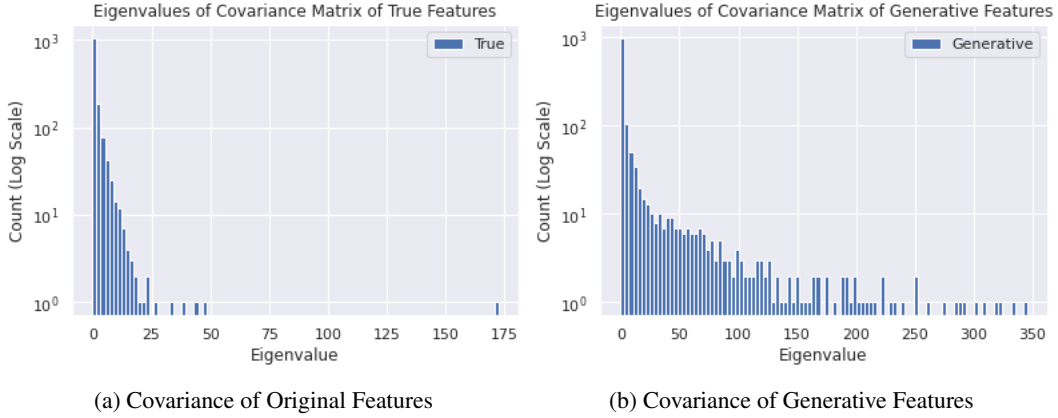 Eigenvalues of Covariance Matrix of True Features
Count (Log Scale)
10³
10²
10¹
10⁰
True
0 25 50 75 100 125 150 175
Eigenvalue
(a) Covariance of Original Features
Eigenvalues of Covariance Matrix of Generative Features
Count (Log Scale)
10³
10²
10¹
10⁰
Generative
0 50 100 150 200 250 300 350
Eigenvalue
(b) Covariance of Generative Features